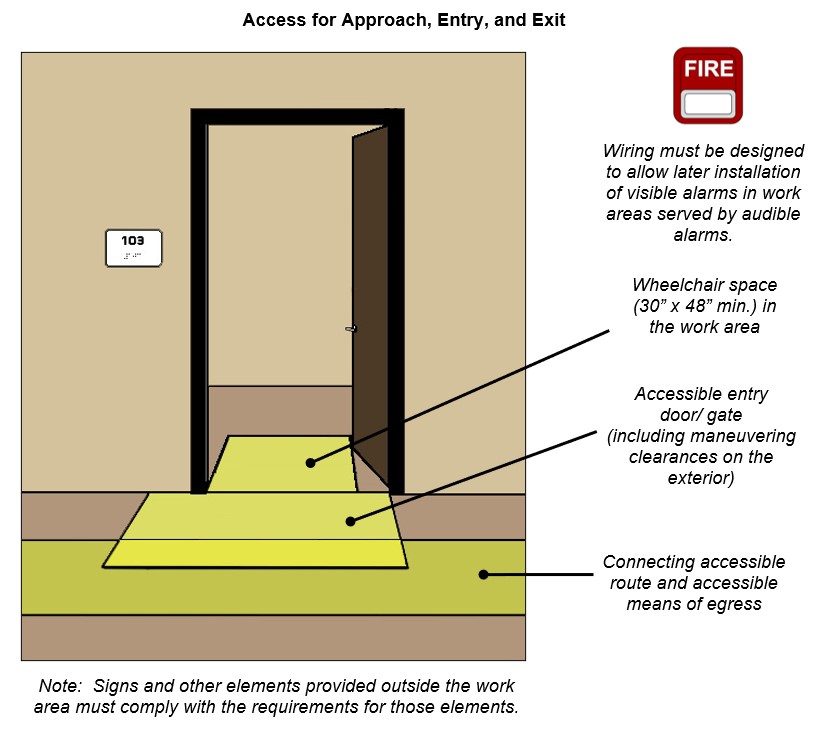 Access for Approach, Entry, and Exit
FIRE
Wiring must be designed
to allow later installation
of visible alarms in work
areas served by audible
alarms.
103
Wheelchair space
(30” x 48” min.) in
the work area
Accessible entry
door/ gate
(including maneuvering
clearances on the
exterior)
Connecting accessible
route and accessible
means of egress
Note:  Signs and other elements provided outside the work
area must comply with the requirements for those elements.